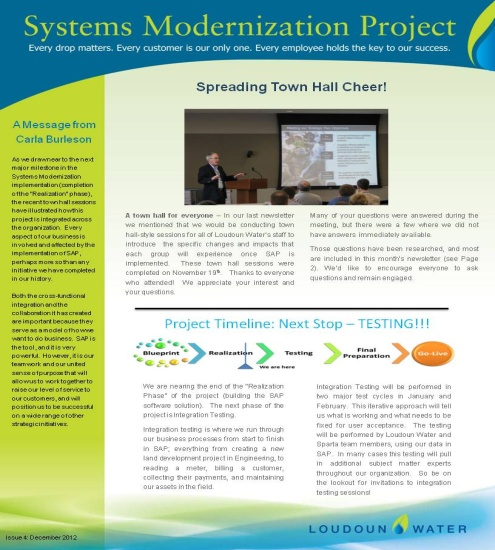 Systems Modernization Project
Every drop matters. Every customer is our only one. Every employee holds the key to our success.
Spreading Town Hall Cheer!
A Message from
Carla Burleson
As we draw near to the next
major milestone in the
Systems Modernization
implementation (completion
of the "Realization" phase),
the recent town hall sessions
have illustrated how this
project is integrated across
the organization. Every
aspect of our business is
involved and affected by the
implementation of SAP,
perhaps more so than any
initiative we have completed
in our history.
Both the cross-functional
integration and the
collaboration it has created
are important because they
serve as a model of how we
want to do business. SAP is
the tool, and it is very
powerful. However, it is our
teamwork and our united
sense of purpose that will
allow us to work together to
raise our level of service to
our customers, and will
position us to be successful
on a wide range of other
strategic initiatives.
Issue 4: December 2012
A town hall for everyone – In our last newsletter
we mentioned that we would be conducting town
hall-style sessions for all of Loudoun Water's staff to
introduce the specific changes and impacts that
each group will experience once SAP is
implemented. These town hall sessions were
completed on November 19th. Thanks to everyone
who attended! We appreciate your interest and
your questions.
Many of your questions were answered during the
meeting, but there were a few where we did not
have answers immediately available.
Those questions have been researched, and most
are included in this month's newsletter (see Page
2). We'd like to encourage everyone to ask
questions and remain engaged.
Project Timeline: Next Stop – TESTING!!!
Blueprint
Realization
Testing
Final
Preparation
Go-Live
We are here
We are nearing the end of the "Realization
Phase" of the project (building the SAP
software solution). The next phase of the
project is Integration Testing.
Integration testing is where we run through
our business processes from start to finish
in SAP; everything from creating a new
land development project in Engineering, to
reading a meter, billing a customer,
collecting their payments, and maintaining
our assets in the field.
Integration Testing will be performed in
two major test cycles in January and
February. This iterative approach will tell
us what is working and what needs to be
fixed for user acceptance. The testing
will be performed by Loudoun Water and
Sparta team members, using our data in
SAP. In many cases this testing will pull
in additional subject matter experts
throughout our organization. So be on
the lookout for invitations to integration
testing sessions!
LOUDOUN WATER